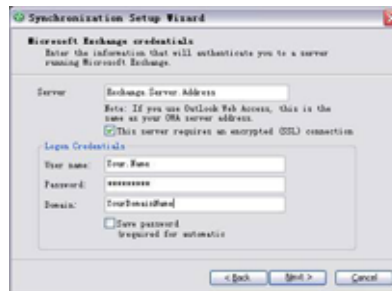 Synchronization Setup Wizard
Microsoft Exchange credentials
Enter the information that will authenticate you to a server
running Microsoft Exchange.
Server
Exchange.Server.Address
Note: If you use Outlook Web Access, this is the
same as your OWA server address.
This server requires an encrypted (SSL) connection
Logon Credentials
User name:
Your.Name
Password:
**********
Domain:
YourDomainName
Save password
(required for automatic
< Back
Next >
Cancel